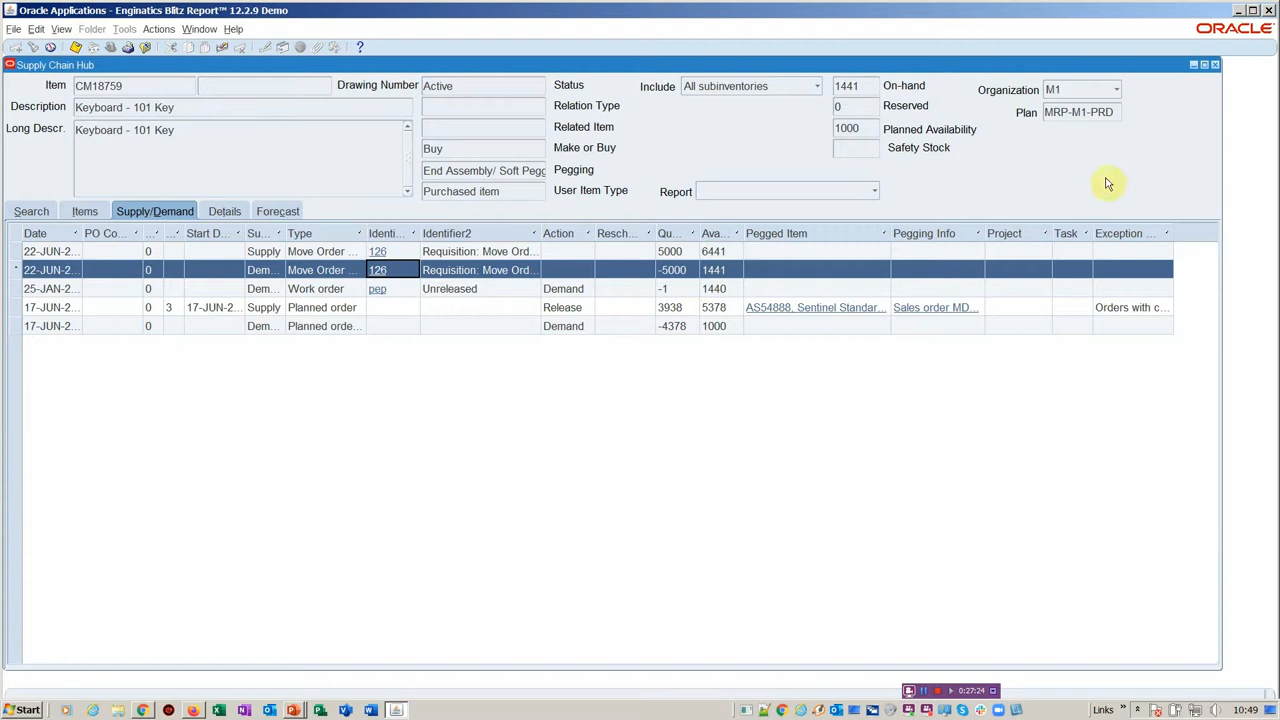 Oracle Applications - Enginatics Blitz Report™ 12.2.9 Demo
File Edit View Folder Tools Actions Window Help
ORACLE
Supply Chain Hub
Item CM18759 Drawing Number Active Status Include All subinventories 1441 On-hand Organization M1
Description Keyboard - 101 Key Relation Type 0 Reserved Plan MRP-M1-PRD
Long Descr. Keyboard - 101 Key Related Item 1000 Planned Availability
Buy Make or Buy Safety Stock
End Assembly/ Soft Pegg Pegging
Purchased item User Item Type Report
Search Items Supply/Demand Details Forecast
Date PO Co... ... ... Start D... Su... Type Identi... Identifier2 Action Resch... Qu... Ava... Pegged Item Pegging Info Project Task Exception ...
22-JUN-2... 0 Supply Move Order ... 126 Requisition: Move Ord... 5000 6441
22-JUN-2... 0 Dem... Move Order ... 126 Requisition: Move Ord... -5000 1441
25-JAN-2... 0 Dem... Work order pep Unreleased Demand -1 1440
17-JUN-2... 0 3 17-JUN-2... Supply Planned order Release 3938 5378 AS54888, Sentinel Standar... Sales order MD... Orders with c...
17-JUN-2... 0 Dem... Planned orde... Demand -4378 1000
0:27:24
Start Links 10:49